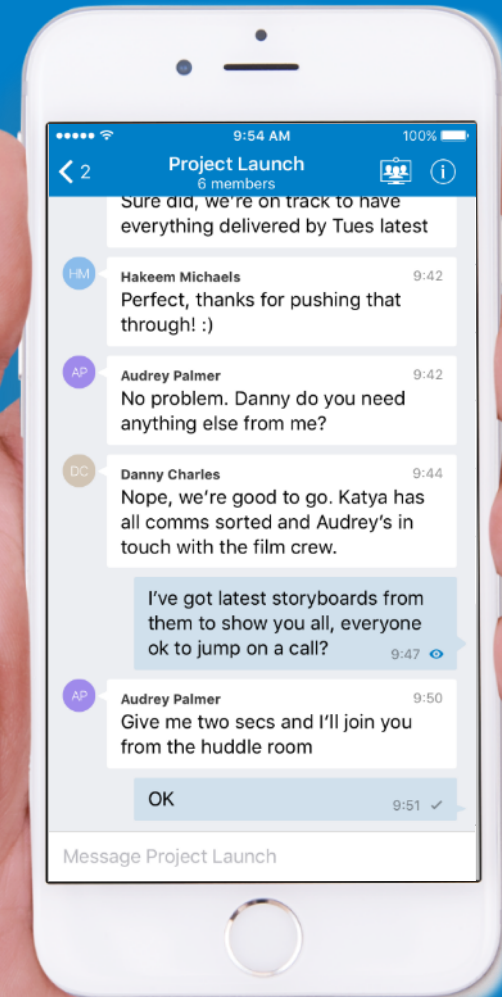 9:54 AM
100%
2
Project Launch
6 members
Sure did, we're on track to have
everything delivered by Tues latest
HM
Hakeem Michaels
9:42
Perfect, thanks for pushing that
through! :)
AP
Audrey Palmer
9:42
No problem. Danny do you need
anything else from me?
DC
Danny Charles
9:44
Nope, we're good to go. Katya has
all comms sorted and Audrey's in
touch with the film crew.
I've got latest storyboards from
them to show you all, everyone
ok to jump on a call?
9:47
AP
Audrey Palmer
9:50
Give me two secs and I'll join you
from the huddle room
OK
9:51
Message Project Launch